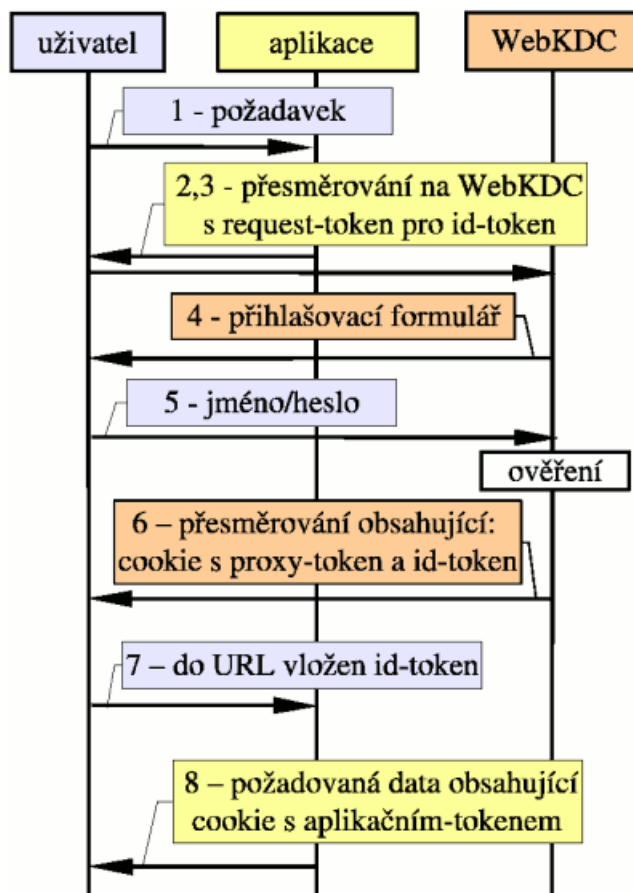 uživatel
aplikace
WebKDC
1 - požadavek
2,3 - přesměrování na WebKDC
s request-token pro id-token
4 - přihlašovací formulář
5 - jméno/heslo
ověření
6 – přesměrování obsahující:
cookie s proxy-token a id-token
7 – do URL vložen id-token
8 – požadovaná data obsahující
cookie s aplikačním-tokenem